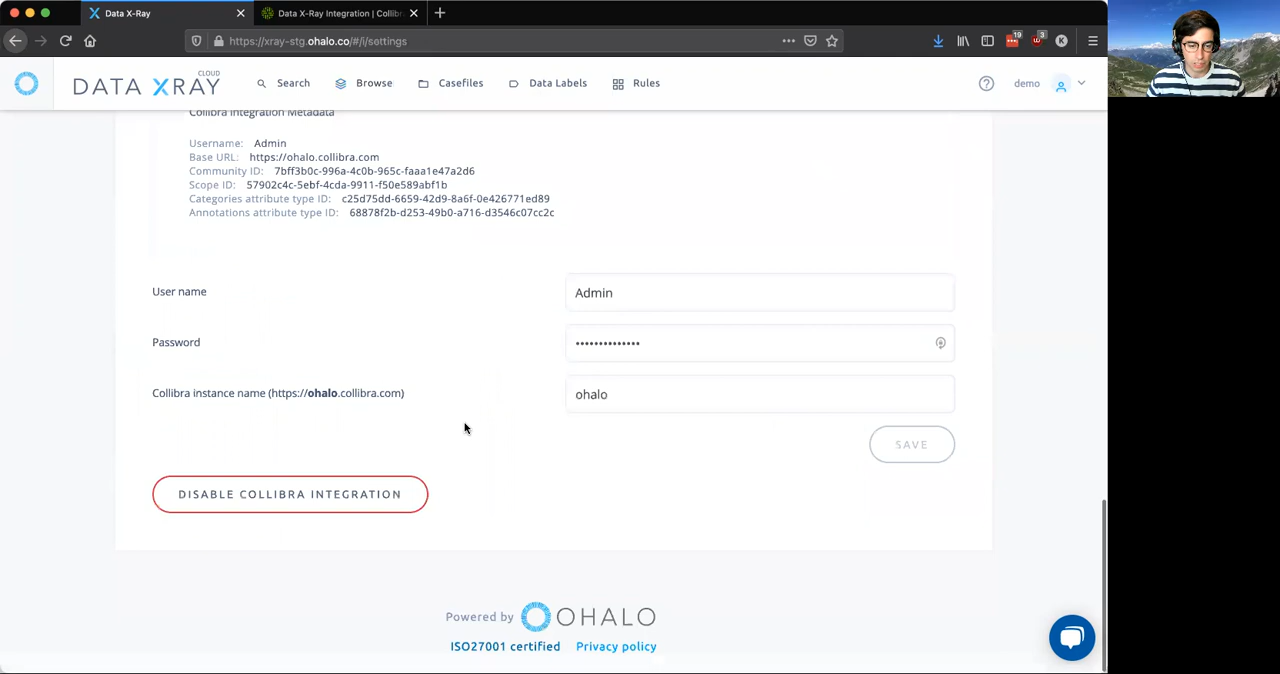 Data X-Ray
Data X-Ray Integration | Collibr
https://xray-stg.ohalo.co/#/i/settings
19
3
K
DATA XRAY
CLOUD
Search
Browse
Casefiles
Data Labels
Rules
demo
Collibra Integration Metadata
Username: Admin
Base URL: https://ohalo.collibra.com
Community ID: 7bff3b0c-996a-4c0b-965c-faaa1e47a2d6
Scope ID: 57902c4c-5ebf-4cda-9911-f50e589abf1b
Categories attribute type ID: c25d75dd-6659-42d9-8a6f-0e426771ed89
Annotations attribute type ID: 68878f2b-d253-49b0-a716-d3546c07cc2c
User name
Admin
Password
••••••••••••••
Collibra instance name (https://ohalo.collibra.com)
ohalo
SAVE
DISABLE COLLIBRA INTEGRATION
Powered by OHALO
ISO27001 certified Privacy policy